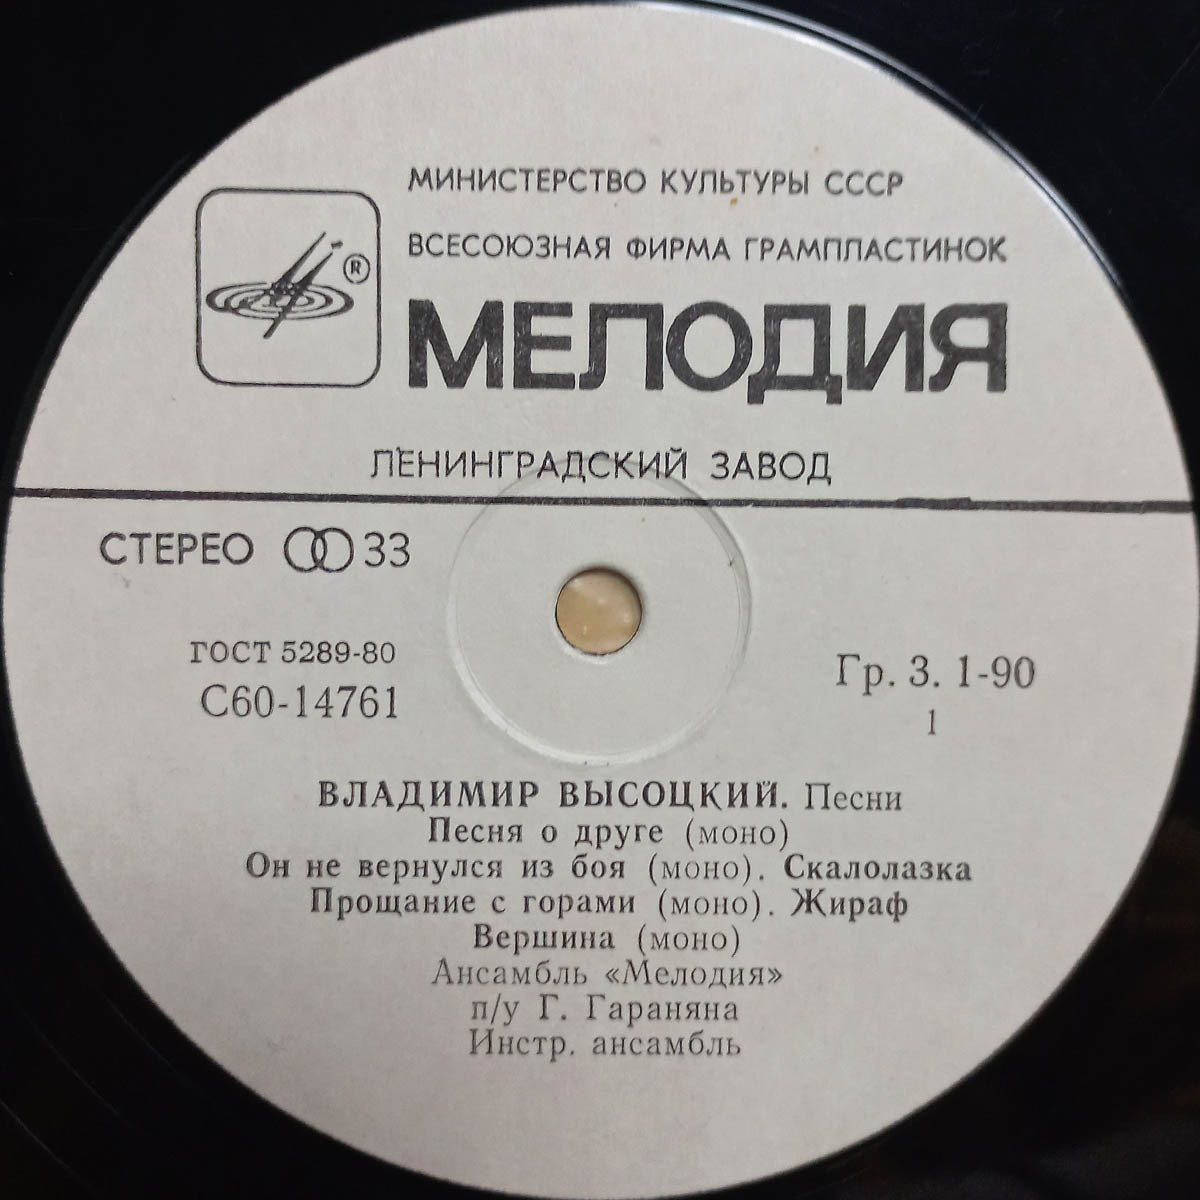 МИНИСТЕРСТВО КУЛЬТУРЫ СССР
ВСЕСОЮЗНАЯ ФИРМА ГРАМПЛАСТИНОК
®
МЕЛОДИЯ
ЛЕНИНГРАДСКИЙ ЗАВОД
СТЕРЕО 33
ГОСТ 5289-80
С60-14761
Гр. 3. 1-90
1
ВЛАДИМИР ВЫСОЦКИЙ. Песни
Песня о друге (моно)
Он не вернулся из боя (моно). Скалолазка
Прощание с горами (моно). Жираф
Вершина (моно)
Ансамбль «Мелодия»
п/у Г. Гараняна
Инстр. ансамбль